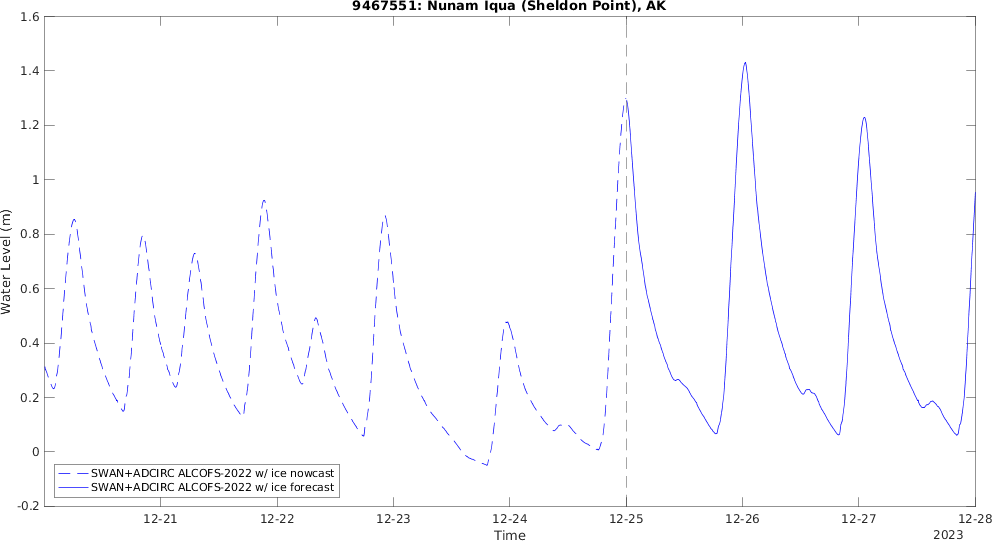 9467551: Nunam Iqua (Sheldon Point), AK
1.6
1.4
1.2
1
0.8
0.6
0.4
0.2
0
-0.2
Water Level (m)
SWAN+ADCIRC ALCOFS-2022 w/ ice nowcast
SWAN+ADCIRC ALCOFS-2022 w/ ice forecast
12-21 12-22 12-23 12-24 12-25 12-26 12-27 12-28
Time
2023